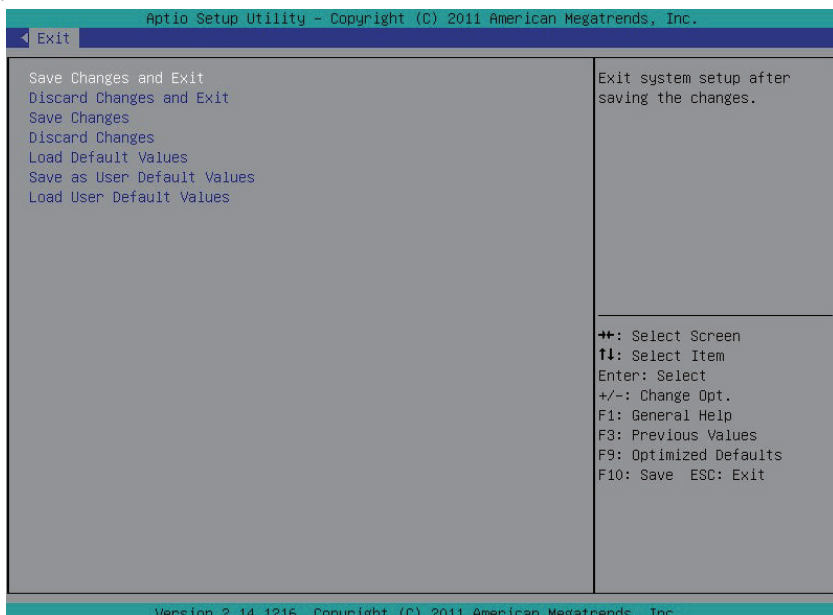 Aptio Setup Utility – Copyright (C) 2011 American Megatrends, Inc.
Exit
Save Changes and Exit
Discard Changes and Exit
Save Changes
Discard Changes
Load Default Values
Save as User Default Values
Load User Default Values
Exit system setup after
saving the changes.
→←: Select Screen
↑↓: Select Item
Enter: Select
+/-: Change Opt.
F1: General Help
F3: Previous Values
F9: Optimized Defaults
F10: Save ESC: Exit
Version 2.14.1216. Copyright (C) 2011 American Megatrends, Inc.